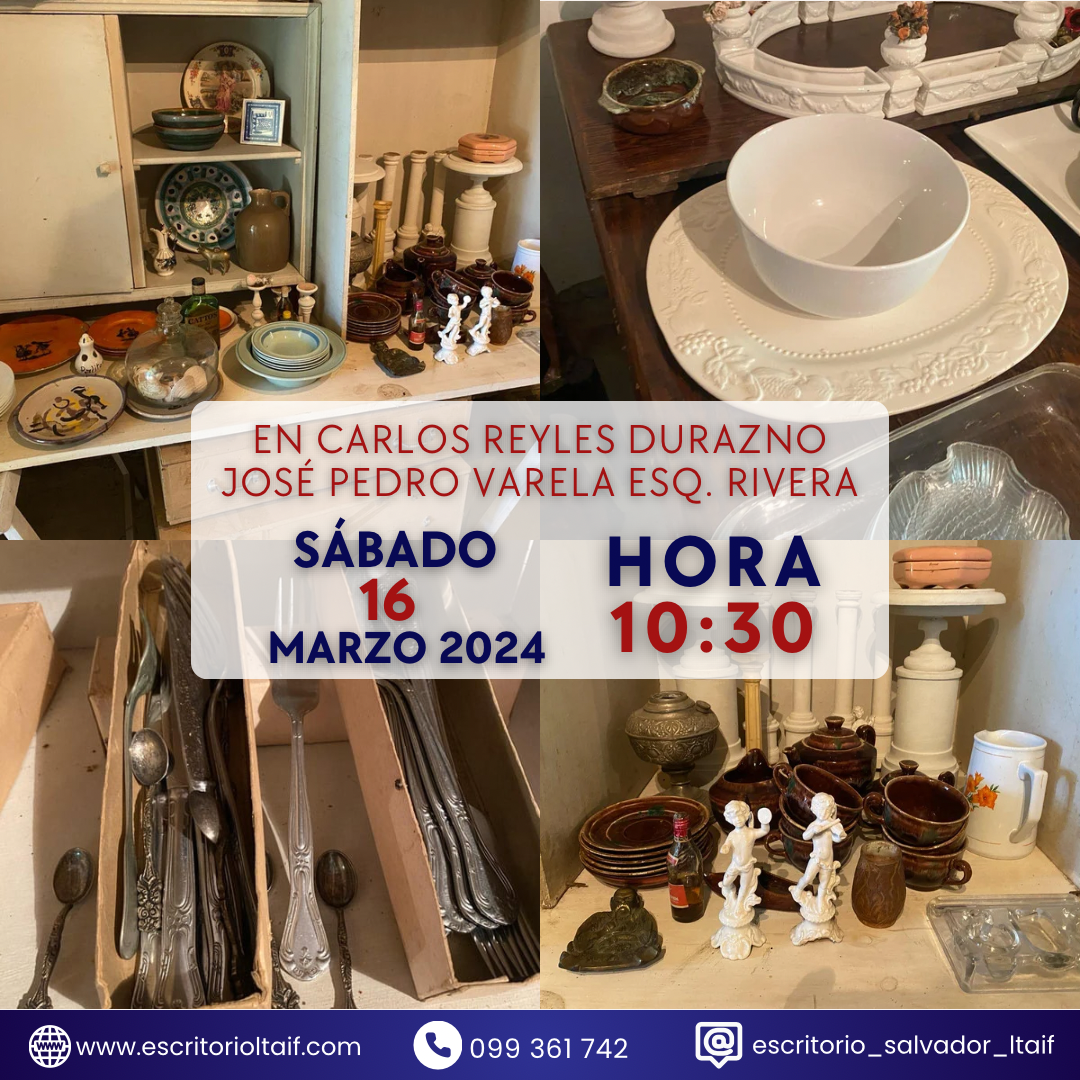 EN CARLOS REYLES DURAZNO
JOSÉ PEDRO VARELA ESQ. RIVERA
SÁBADO
16
MARZO 2024
HORA
10:30
www.escritorioltaif.com
099 361 742
escritorio_salvador_ltaif